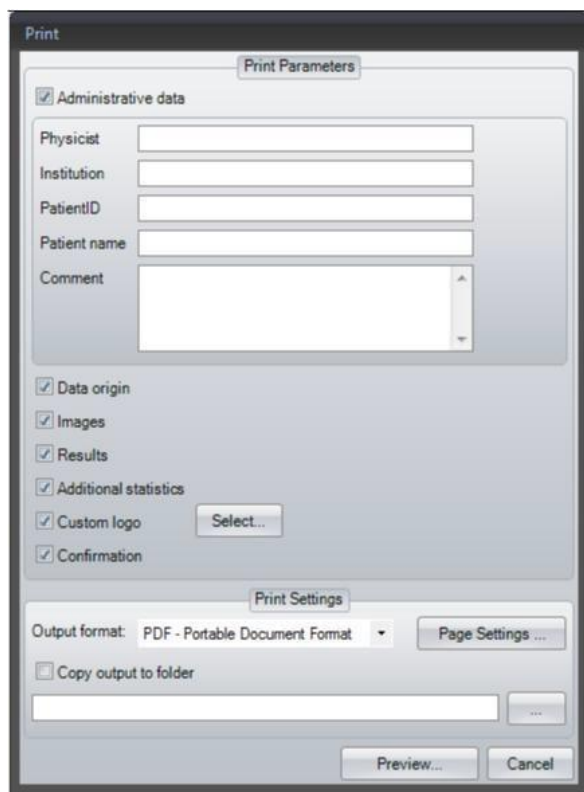 Print
Print Parameters
Administrative data
Physicist
Institution
PatientID
Patient name
Comment
Data origin
Images
Results
Additional statistics
Custom logo Select...
Confirmation
Print Settings
Output format: PDF - Portable Document Format Page Settings ...
Copy output to folder
...
Preview... Cancel